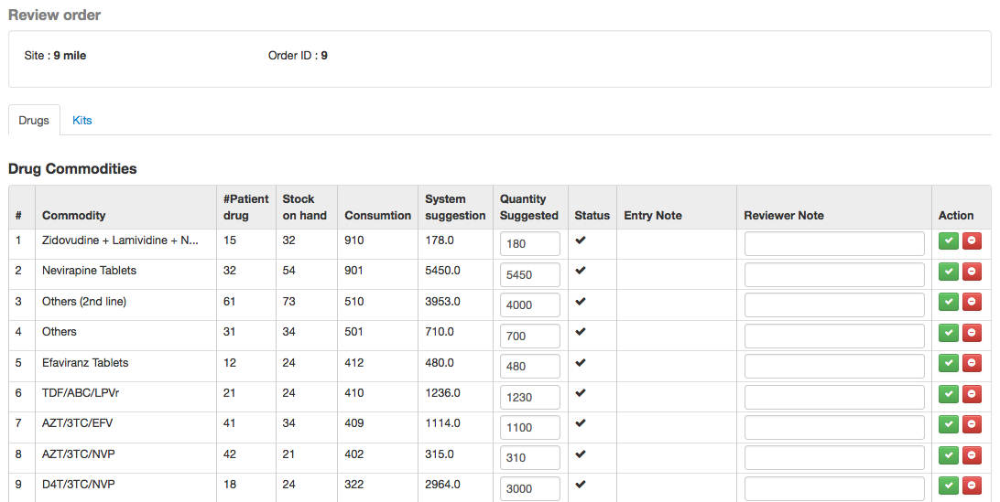 Review order
Site : 9 mile Order ID : 9
Drugs Kits
Drug Commodities
# Commodity #Patient drug Stock on hand Consumtion System suggestion Quantity Suggested Status Entry Note Reviewer Note Action
1 Zidovudine + Lamividine + N... 15 32 910 178.0 180
2 Nevirapine Tablets 32 54 901 5450.0 5450
3 Others (2nd line) 61 73 510 3953.0 4000
4 Others 31 34 501 710.0 700
5 Efaviranz Tablets 12 24 412 480.0 480
6 TDF/ABC/LPVr 21 24 410 1236.0 1230
7 AZT/3TC/EFV 41 34 409 1114.0 1100
8 AZT/3TC/NVP 42 21 402 315.0 310
9 D4T/3TC/NVP 18 24 322 2964.0 3000